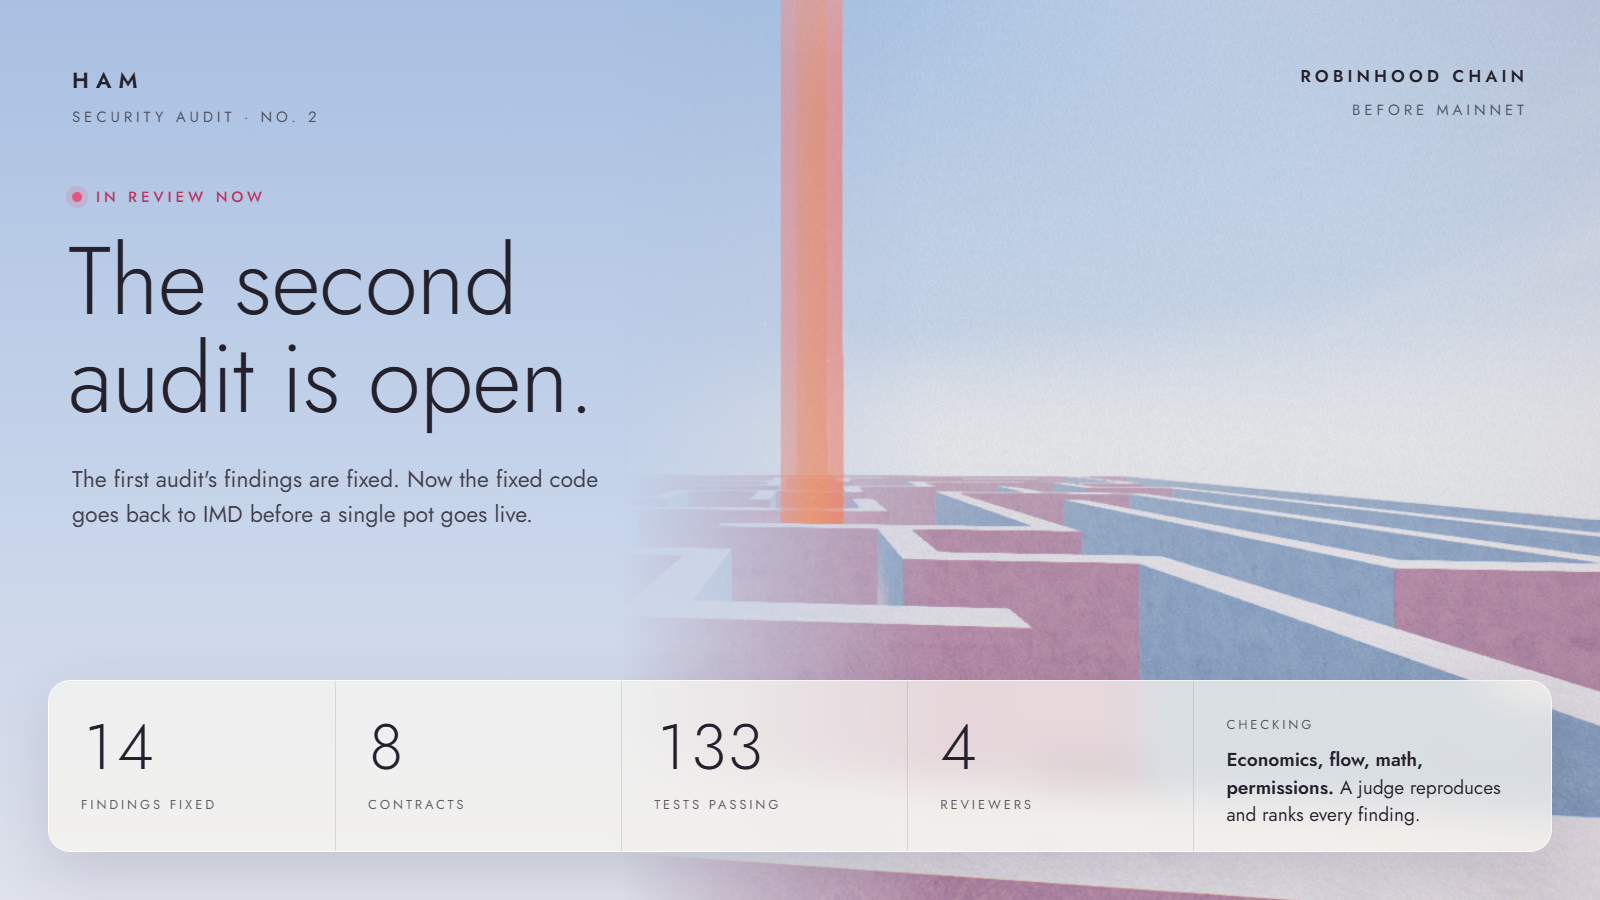 HAM
SECURITY AUDIT · NO. 2
ROBINHOOD CHAIN
BEFORE MAINNET
IN REVIEW NOW
The second
audit is open.
The first audit's findings are fixed. Now the fixed code
goes back to IMD before a single pot goes live.
14
FINDINGS FIXED
8
CONTRACTS
133
TESTS PASSING
4
REVIEWERS
CHECKING
Economics, flow, math,
permissions. A judge reproduces
and ranks every finding.